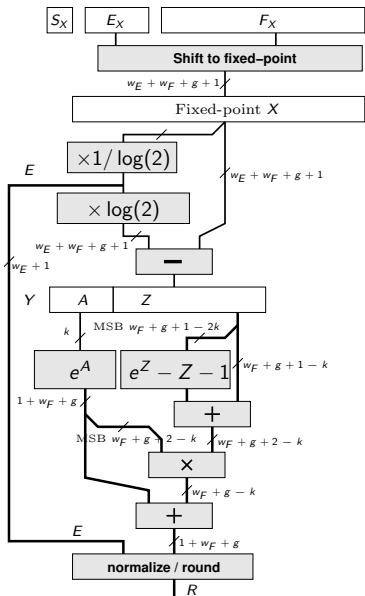 S_X E_X F_X
Shift to fixed–point
w_E + w_F + g + 1
Fixed-point X
×1/ log(2)
E
w_E + w_F + g + 1
× log(2)
w_E + w_F + g + 1
−
w_E + 1
Y A Z
MSB w_F + g + 1 − 2k
k
e^A e^Z − Z − 1
w_F + g + 1 − k
1 + w_F + g
+
MSB w_F + g + 2 − k
w_F + g + 2 − k
×
w_F + g − k
+
E
1 + w_F + g
normalize / round
R